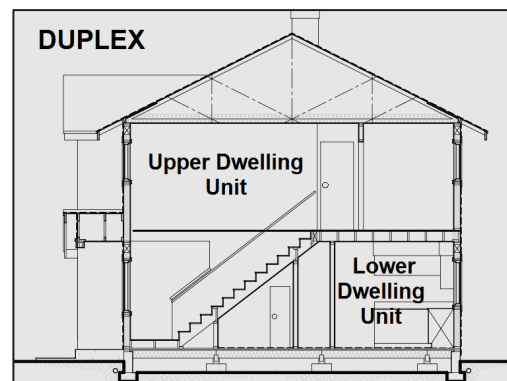 DUPLEX
Upper Dwelling
Unit
Lower
Dwelling
Unit